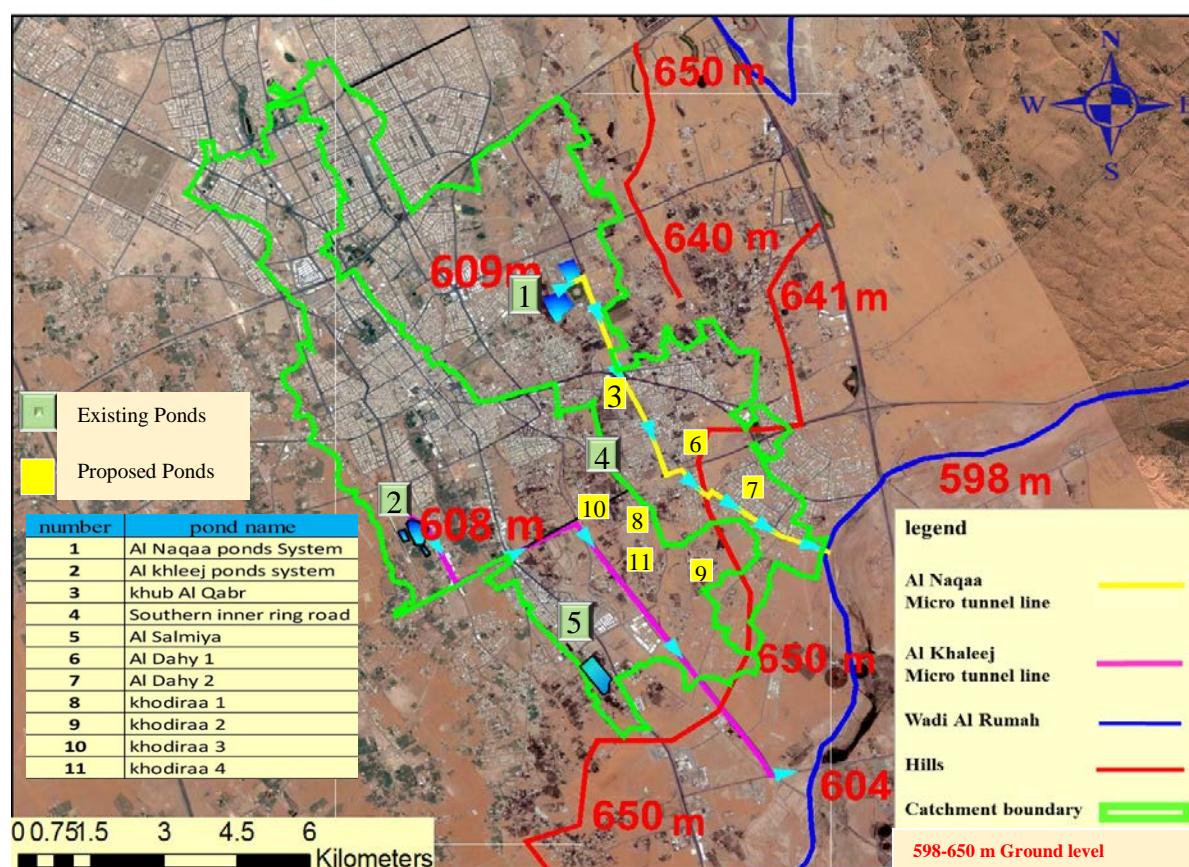 650 m
N
W
E
S
640 m
609m
641 m
1
3
6
4
598 m
7
2
608 m
10
8
11
9
5
650 m
604
650 m
Existing Ponds
Proposed Ponds
number pond name
1 Al Naqaa ponds System
2 Al khleej ponds system
3 khub Al Qabr
4 Southern inner ring road
5 Al Salmiya
6 Al Dahy 1
7 Al Dahy 2
8 khodiraa 1
9 khodiraa 2
10 khodiraa 3
11 khodiraa 4
0 0.75 1.5 3 4.5 6
Kilometers
legend
Al Naqaa
Micro tunnel line
Al Khaleej
Micro tunnel line
Wadi Al Rumah
Hills
Catchment boundary
598-650 m Ground level